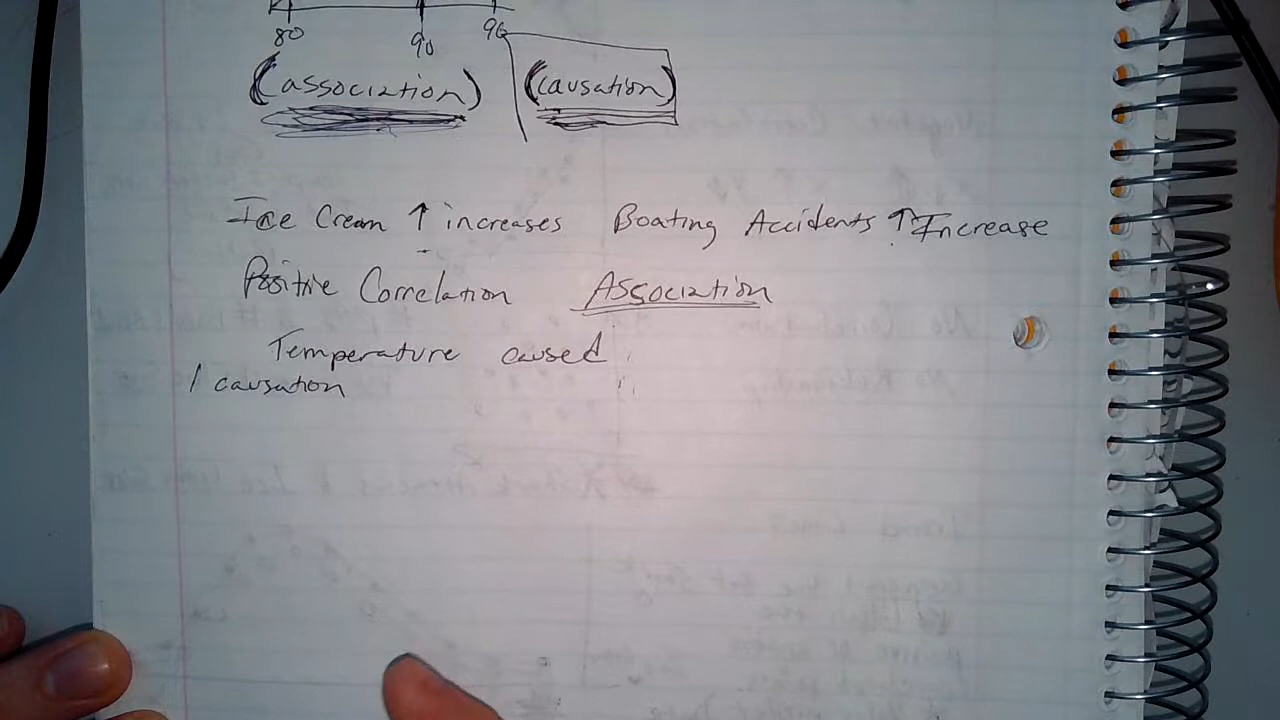 80 90 96
(association) (causation)
Ice Cream ↑ increases Boating Accidents ↑ Increase
Positive Correlation Association
Temperature caused
/ causation